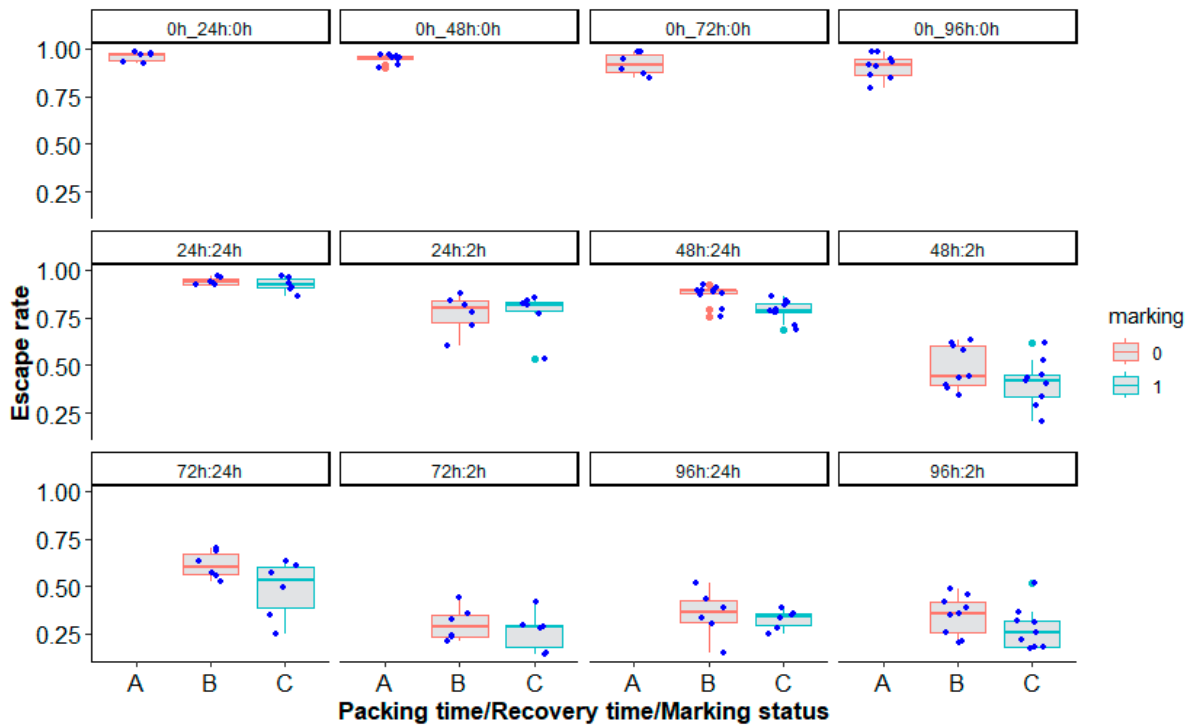 0h_24h:0h 0h_48h:0h 0h_72h:0h 0h_96h:0h
1.00
0.75
0.50
0.25
24h:24h 24h:2h 48h:24h 48h:2h
1.00
0.75
0.50
0.25
72h:24h 72h:2h 96h:24h 96h:2h
1.00
0.75
0.50
0.25
Escape rate
marking
0
1
A B C A B C A B C A B C
Packing time/Recovery time/Marking status